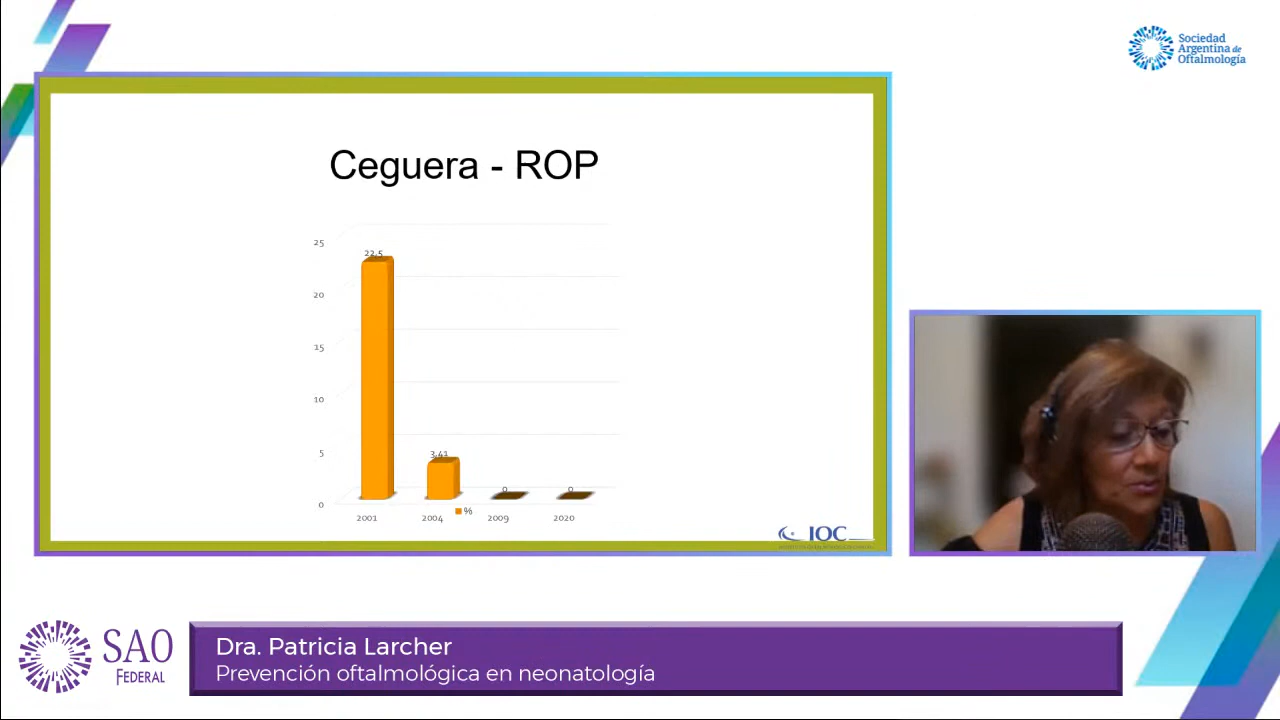 Sociedad
Argentina de
Oftalmología
Ceguera - ROP
25
20
15
10
5
0
22,5
3,41
0
0
2001
2004
2009
2020
%
IOC
SAO
FEDERAL
Dra. Patricia Larcher
Prevención oftalmológica en neonatología